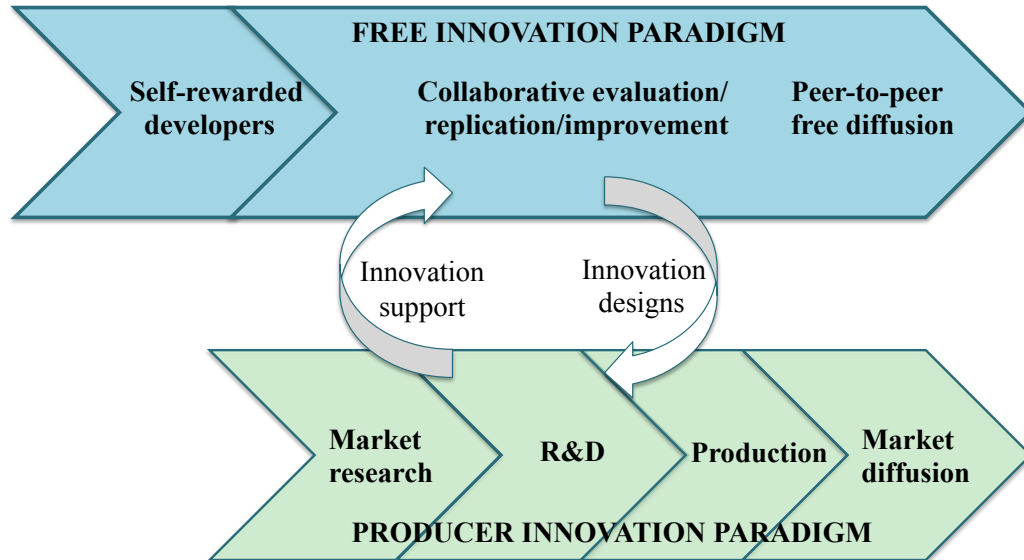 FREE INNOVATION PARADIGM
Self-rewarded
developers
Collaborative evaluation/
replication/improvement
Peer-to-peer
free diffusion
Innovation
support
Innovation
designs
Market
research
R&D
Production
Market
diffusion
PRODUCER INNOVATION PARADIGM